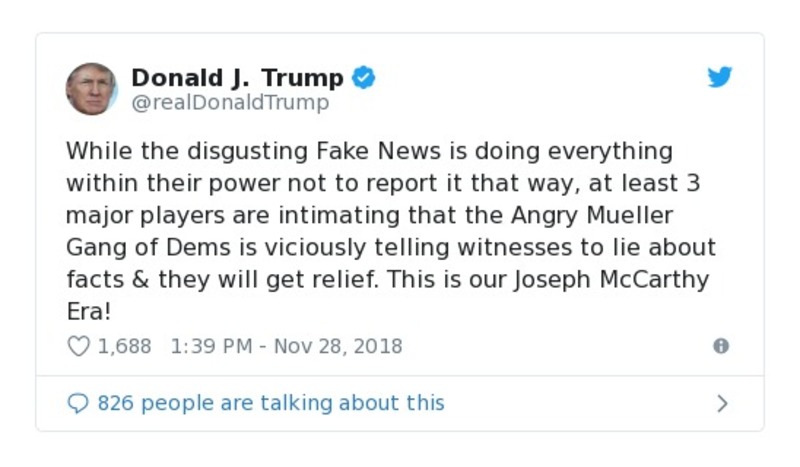 Donald J. Trump
@realDonaldTrump
While the disgusting Fake News is doing everything
within their power not to report it that way, at least 3
major players are intimating that the Angry Mueller
Gang of Dems is viciously telling witnesses to lie about
facts & they will get relief. This is our Joseph McCarthy
Era!
1,688 1:39 PM - Nov 28, 2018
826 people are talking about this